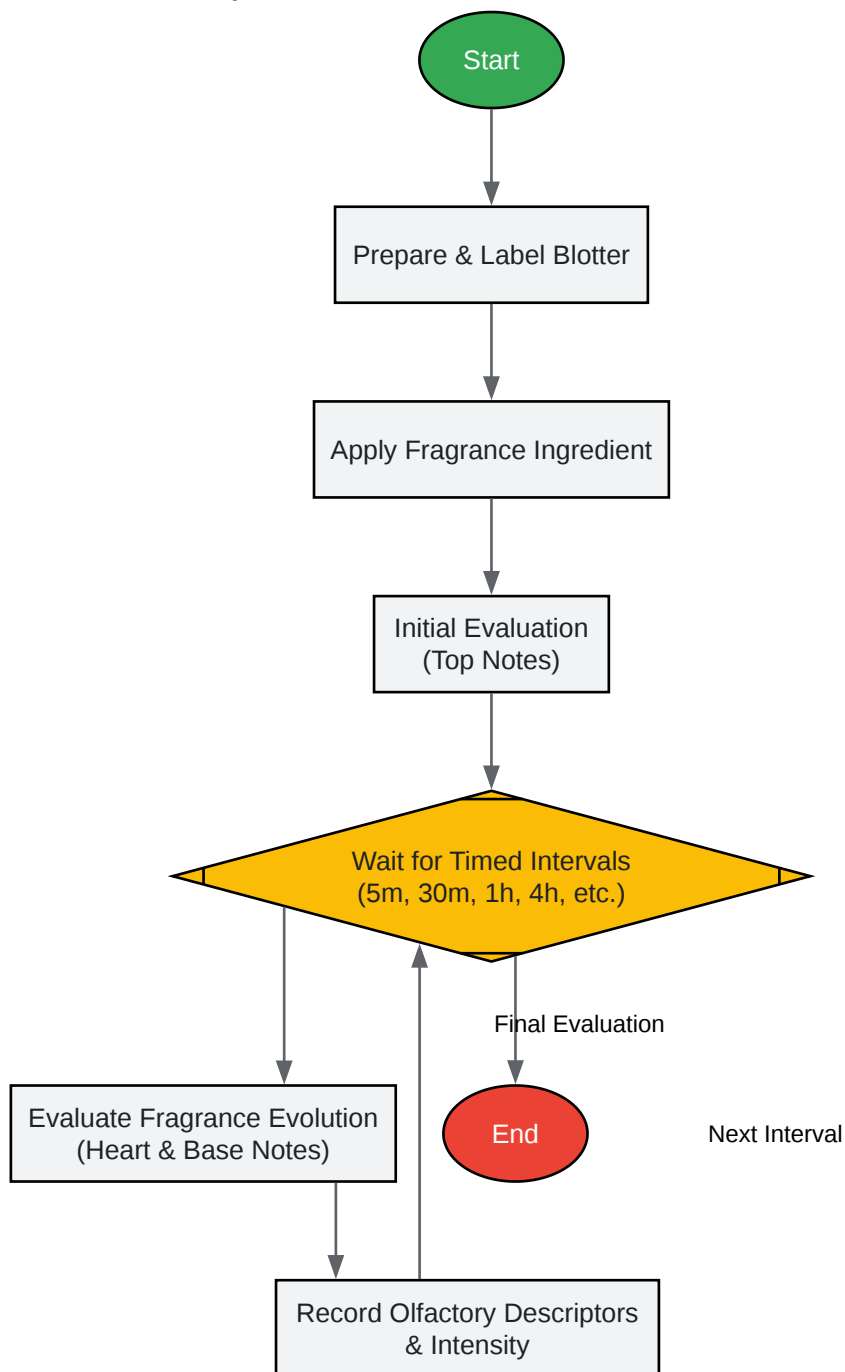 Start
Prepare & Label Blotter
Apply Fragrance Ingredient
Initial Evaluation
(Top Notes)
Wait for Timed Intervals
(5m, 30m, 1h, 4h, etc.)
Final Evaluation
Evaluate Fragrance Evolution
(Heart & Base Notes)
End
Next Interval
Record Olfactory Descriptors
& Intensity